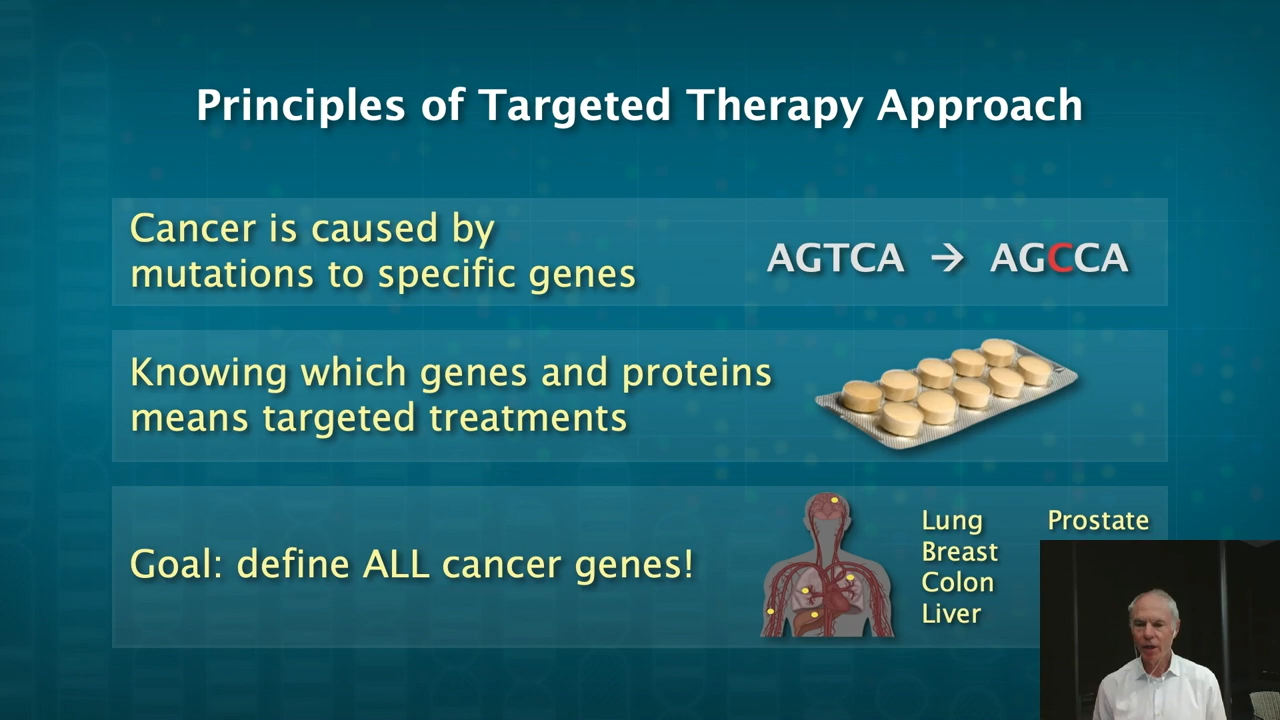 Principles of Targeted Therapy Approach
Cancer is caused by
mutations to specific genes
AGTCA → AGCCA
Knowing which genes and proteins
means targeted treatments
Goal: define ALL cancer genes!
Lung
Breast
Colon
Liver
Prostate